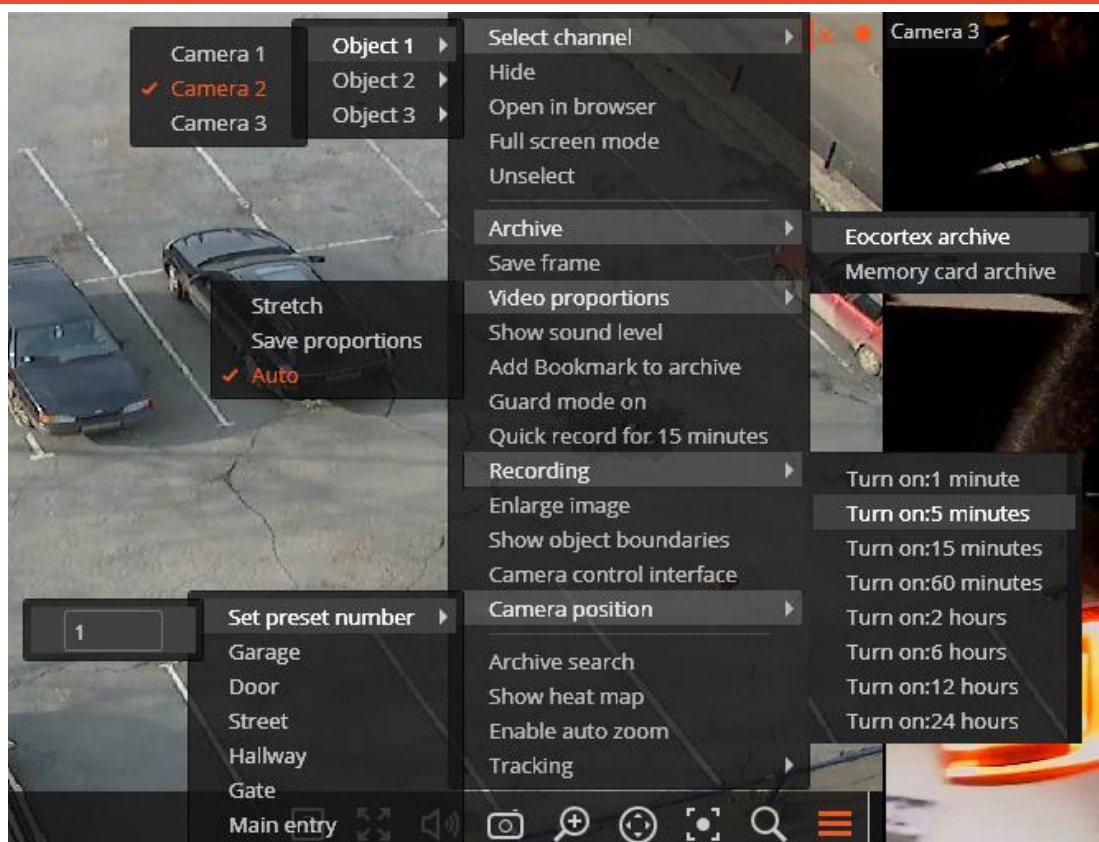 Camera 1
Camera 2
Camera 3
Object 1
Object 2
Object 3
Select channel
Hide
Open in browser
Full screen mode
Unselect
Archive
Save frame
Video proportions
Show sound level
Add Bookmark to archive
Guard mode on
Quick record for 15 minutes
Recording
Enlarge image
Show object boundaries
Camera control interface
Camera position
Archive search
Show heat map
Enable auto zoom
Tracking
Camera 3
Eocortex archive
Memory card archive
Stretch
Save proportions
Auto
Turn on:1 minute
Turn on:5 minutes
Turn on:15 minutes
Turn on:60 minutes
Turn on:2 hours
Turn on:6 hours
Turn on:12 hours
Turn on:24 hours
1
Set preset number
Garage
Door
Street
Hallway
Gate
Main entry